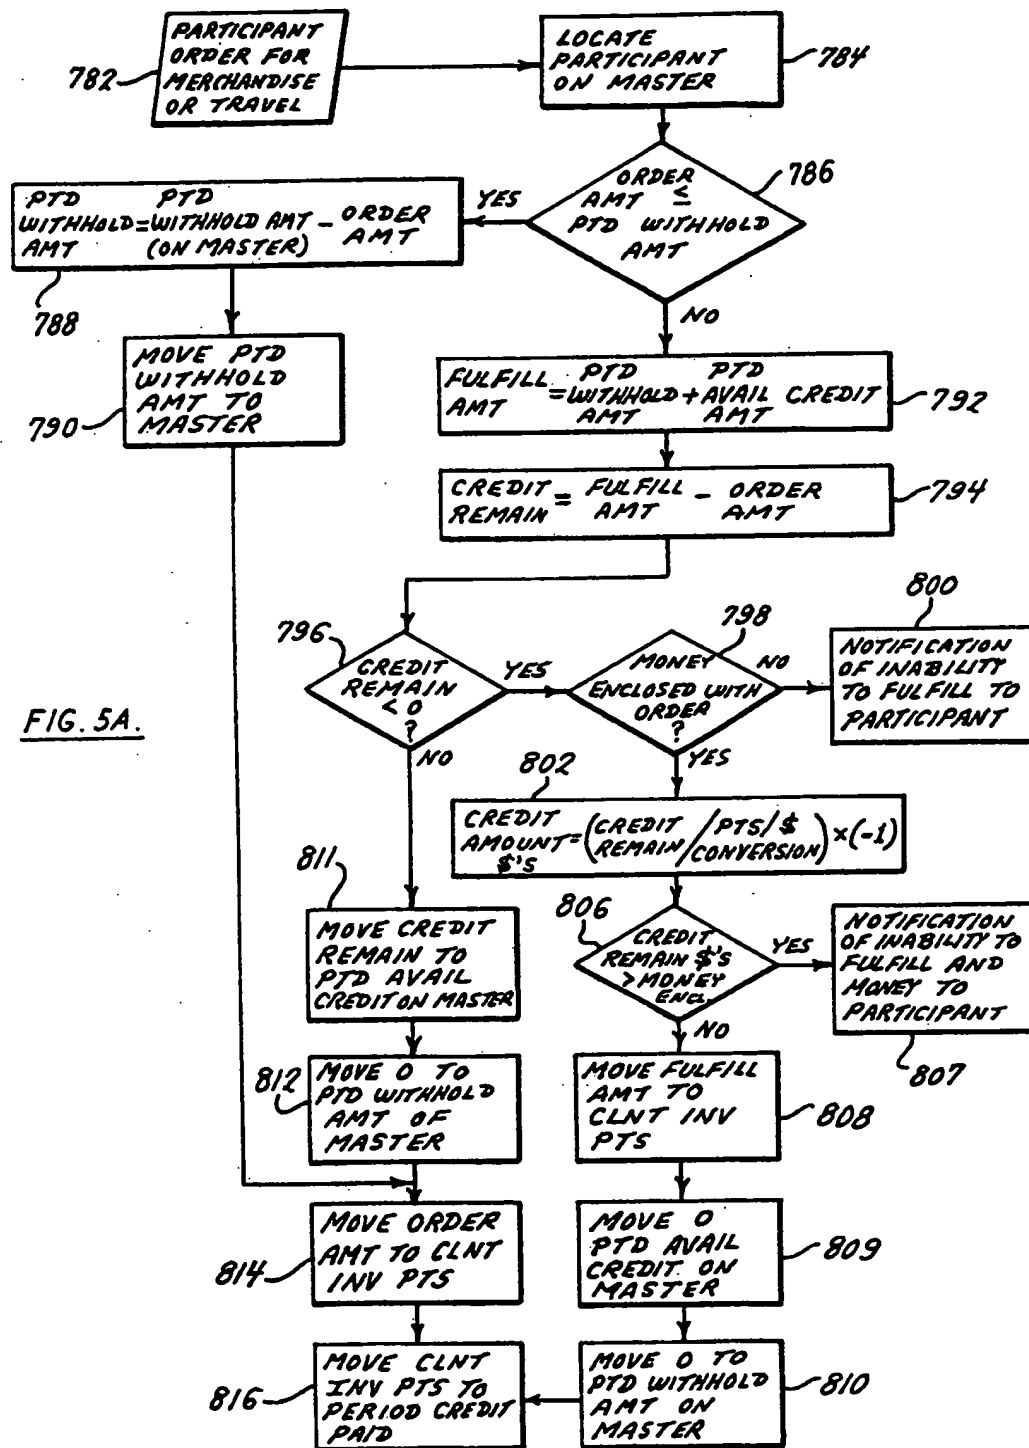 PARTICIPANT
ORDER FOR
MERCHANDISE
OR TRAVEL
782
LOCATE
PARTICIPANT
ON MASTER
784
ORDER
AMT ≤
PTD WITHHOLD
AMT
786
YES
NO
PTD PTD
WITHHOLD=WITHHOLD AMT - ORDER
AMT (ON MASTER) AMT
788
MOVE PTD
WITHHOLD
AMT TO
MASTER
790
PTD PTD
FULFILL =WITHHOLD+AVAIL CREDIT
AMT AMT AMT
792
CREDIT = FULFILL - ORDER
REMAIN AMT AMT
794
796
CREDIT
REMAIN
< 0
?
YES
NO
798
MONEY
ENCLOSED WITH
ORDER
?
NO
YES
800
NOTIFICATION
OF INABILITY
TO FULFILL TO
PARTICIPANT
FIG. 5A.
802
CREDIT
AMOUNT=(CREDIT REMAIN/PTS/$ CONVERSION)×(-1)
$'S
806
CREDIT
REMAIN $'S
>MONEY
ENCL.
YES
NO
NOTIFICATION
OF INABILITY TO
FULFILL AND
MONEY TO
PARTICIPANT
807
811
MOVE CREDIT
REMAIN TO
PTD AVAIL
CREDIT ON MASTER
812
MOVE 0 TO
PTD WITHHOLD
AMT OF
MASTER
MOVE FULFILL
AMT TO
CLNT INV
PTS
808
MOVE ORDER
AMT TO CLNT
INV PTS
814
MOVE 0
PTD AVAIL
CREDIT ON
MASTER
809
MOVE CLNT
INV PTS TO
PERIOD CREDIT
PAID
816
MOVE 0 TO
PTD WITHHOLD
AMT ON
MASTER
810